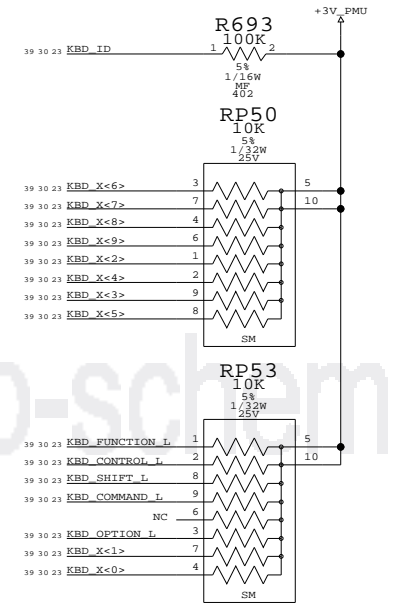 +3V_PMU
R693
100K
39 30 23 KBD_ID 1 2
5%
1/16W
MF
402
RP50
10K
5%
1/32W
25V
39 30 23 KBD_X<6> 3 5
39 30 23 KBD_X<7> 7 10
39 30 23 KBD_X<8> 4
39 30 23 KBD_X<9> 6
39 30 23 KBD_X<2> 1
39 30 23 KBD_X<4> 2
39 30 23 KBD_X<3> 9
39 30 23 KBD_X<5> 8
SM
o-schem
RP53
10K
5%
1/32W
25V
39 30 23 KBD_FUNCTION_L 1 5
39 30 23 KBD_CONTROL_L 2 10
39 30 23 KBD_SHIFT_L 8
39 30 23 KBD_COMMAND_L 9
NC 6
39 30 23 KBD_OPTION_L 3
39 30 23 KBD_X<1> 7
39 30 23 KBD_X<0> 4
SM